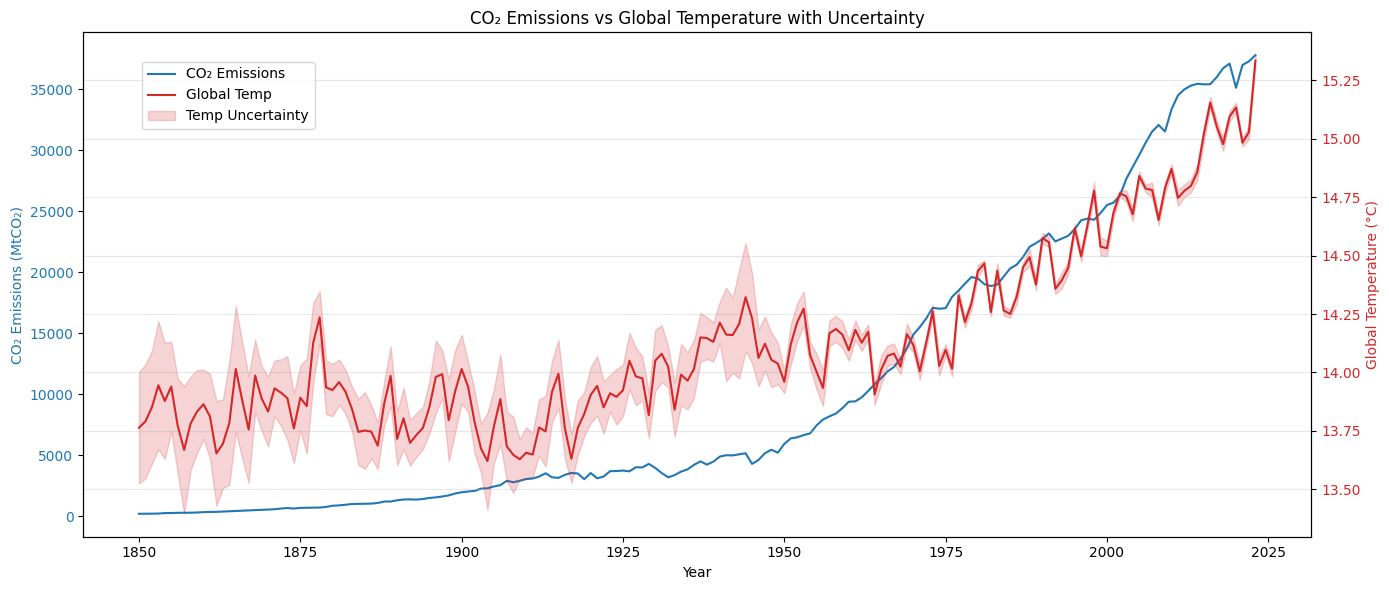 CO₂ Emissions vs Global Temperature with Uncertainty
CO₂ Emissions
Global Temp
Temp Uncertainty
CO₂ Emissions (MtCO₂)
35000
30000
25000
20000
15000
10000
5000
0
15.25
15.00
14.75
14.50
14.25
14.00
13.75
13.50
Global Temperature (°C)
1850 1875 1900 1925 1950 1975 2000 2025
Year